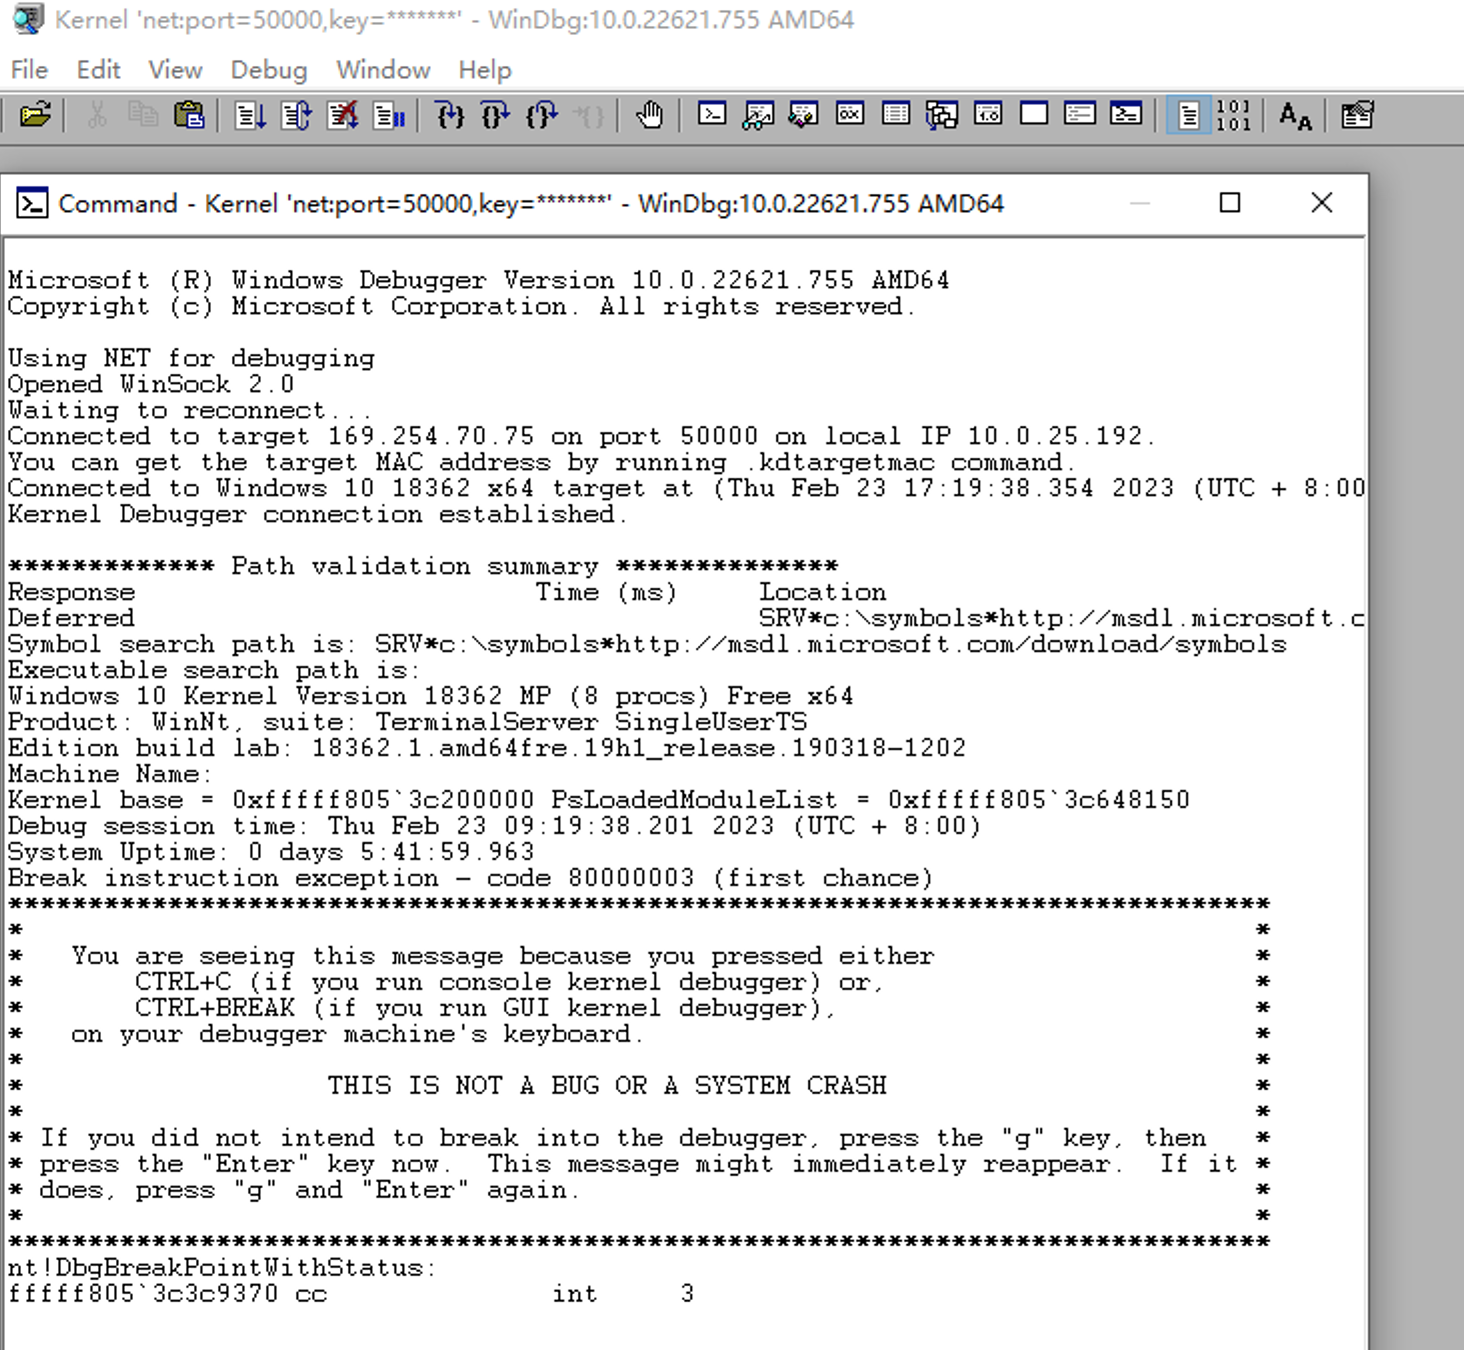 Kernel 'net:port=50000,key=*******' - WinDbg:10.0.22621.755 AMD64
File Edit View Debug Window Help
Command - Kernel 'net:port=50000,key=*******' - WinDbg:10.0.22621.755 AMD64
Microsoft (R) Windows Debugger Version 10.0.22621.755 AMD64
Copyright (c) Microsoft Corporation. All rights reserved.
Using NET for debugging
Opened WinSock 2.0
Waiting to reconnect...
Connected to target 169.254.70.75 on port 50000 on local IP 10.0.25.192.
You can get the target MAC address by running .kdtargetmac command.
Connected to Windows 10 18362 x64 target at (Thu Feb 23 17:19:38.354 2023 (UTC + 8:00
Kernel Debugger connection established.
************* Path validation summary **************
Response                         Time (ms)     Location
Deferred                                       SRV*c:\symbols*http://msdl.microsoft.c
Symbol search path is: SRV*c:\symbols*http://msdl.microsoft.com/download/symbols
Executable search path is:
Windows 10 Kernel Version 18362 MP (8 procs) Free x64
Product: WinNt, suite: TerminalServer SingleUserTS
Edition build lab: 18362.1.amd64fre.19h1_release.190318-1202
Machine Name:
Kernel base = 0xfffff805`3c200000 PsLoadedModuleList = 0xfffff805`3c648150
Debug session time: Thu Feb 23 09:19:38.201 2023 (UTC + 8:00)
System Uptime: 0 days 5:41:59.963
Break instruction exception - code 80000003 (first chance)
*******************************************************************************
*                                                                             *
*   You are seeing this message because you pressed either                    *
*       CTRL+C (if you run console kernel debugger) or,                       *
*       CTRL+BREAK (if you run GUI kernel debugger),                          *
*   on your debugger machine's keyboard.                                      *
*                                                                             *
*                   THIS IS NOT A BUG OR A SYSTEM CRASH                       *
*                                                                             *
* If you did not intend to break into the debugger, press the "g" key, then   *
* press the "Enter" key now.  This message might immediately reappear.  If it *
* does, press "g" and "Enter" again.                                          *
*                                                                             *
*******************************************************************************
nt!DbgBreakPointWithStatus:
fffff805`3c3c9370 cc              int     3